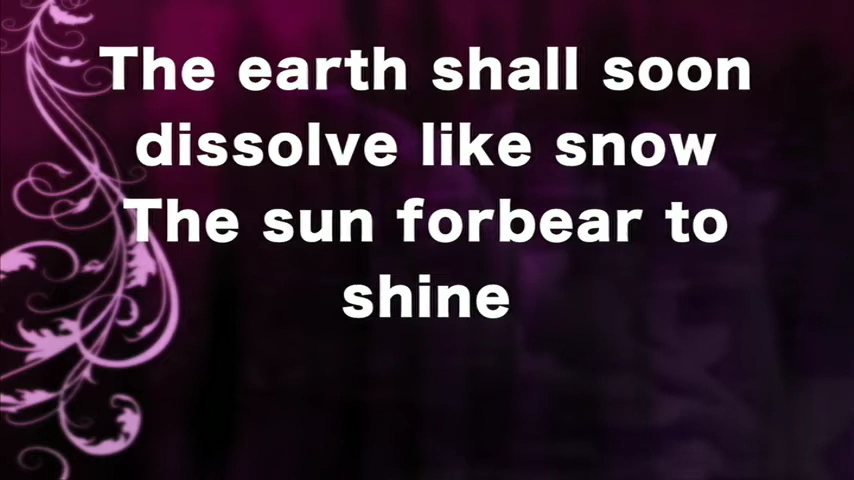 The earth shall soon
dissolve like snow
The sun forbear to
shine